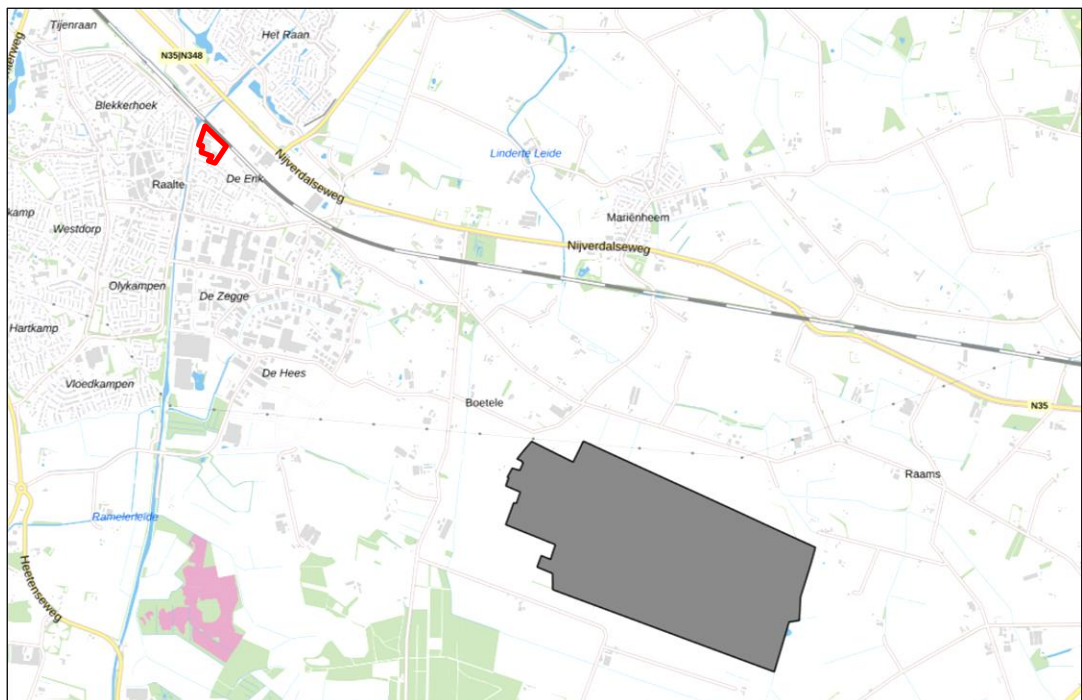 Tijenraan
Het Raan
N35|N348
Blekkerhoek
Linderte Leide
Nijverdalseweg
De Enk
Raalte
Mariënheem
kamp
Westdorp
Nijverdalseweg
Olykampen
De Zegge
Hartkamp
De Hees
Vloedkampen
Boetele
N35
Raams
Ramelerleide
Heetenseweg